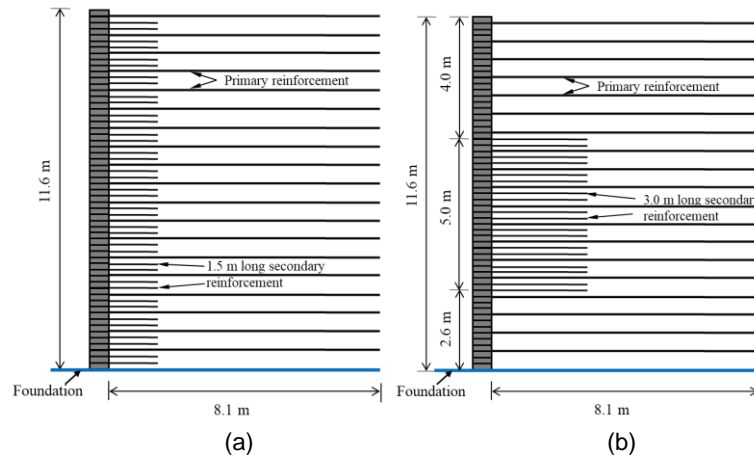 Primary reinforcement
11.6 m
1.5 m long secondary
reinforcement
Foundation
8.1 m
(a)
4.0 m
Primary reinforcement
11.6 m
5.0 m
3.0 m long secondary
reinforcement
2.6 m
Foundation
8.1 m
(b)